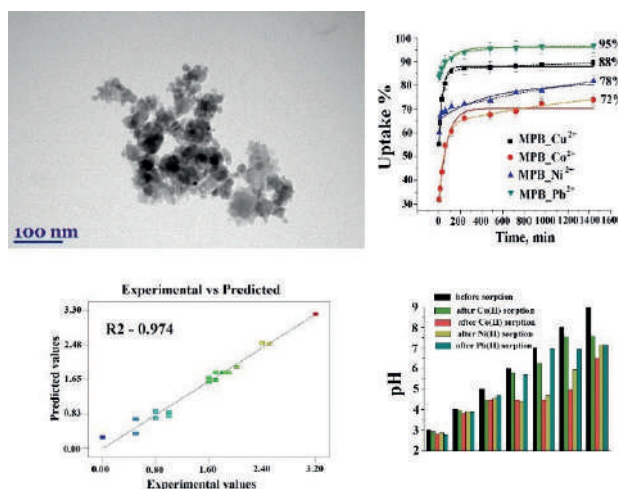 100 nm
Uptake %
100
90
80
70
60
50
40
30
95%
88%
78%
72%
MPB_Cu²⁺
MPB_Co²⁺
MPB_Ni²⁺
MPB_Pb²⁺
0 200 400 600 800 1000 1200 1400
Time, min
Experimental vs Predicted
R2 - 0.974
Predicted values
3.30
2.48
1.65
0.83
0.00
0.00 0.80 1.60 2.40 3.20
Experimental values
pH
9
8
7
6
5
4
3
2
before sorption
after Cu(II) sorption
after Co(II) sorption
after Ni(II) sorption
after Pb(II) sorption